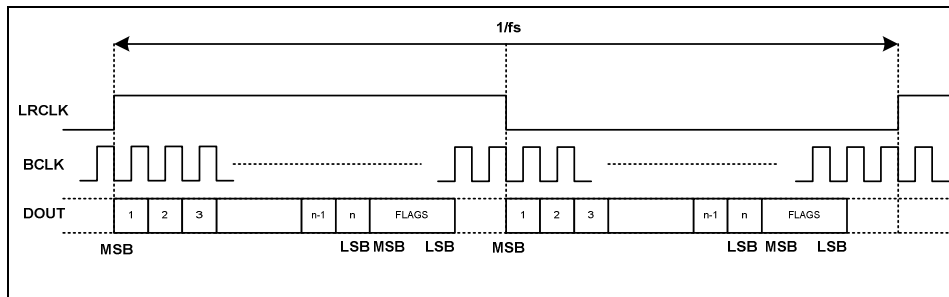 1/fs
LRCLK
BCLK
DOUT 1 2 3 n-1 n FLAGS 1 2 3 n-1 n FLAGS
MSB LSB MSB LSB MSB LSB MSB LSB